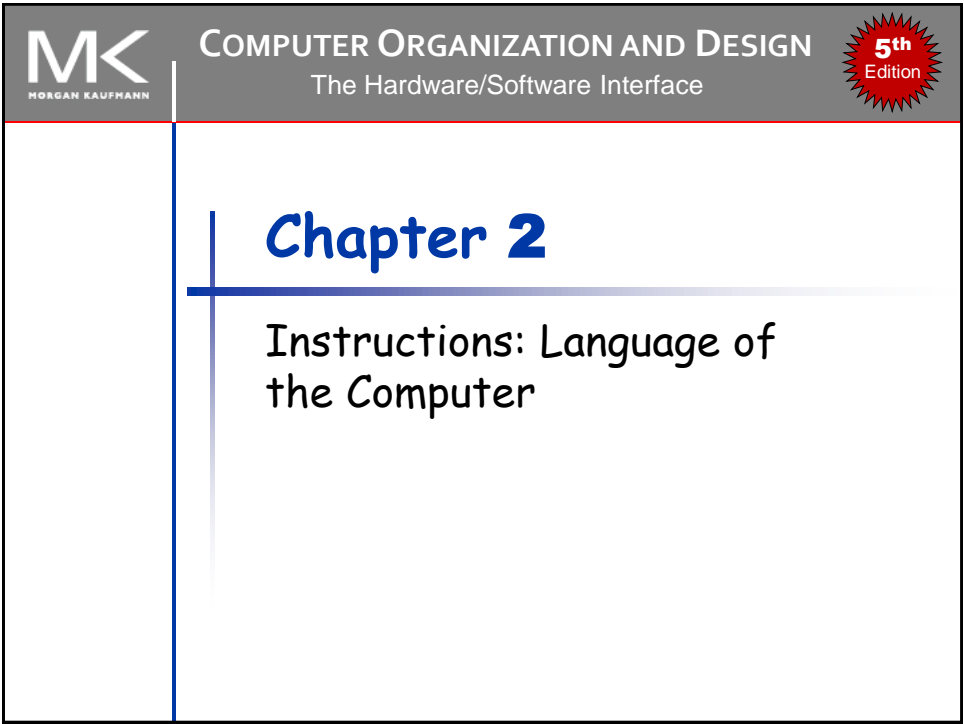 MK
MORGAN KAUFMANN
COMPUTER ORGANIZATION AND DESIGN
The Hardware/Software Interface
5th
Edition
Chapter 2
Instructions: Language of
the Computer